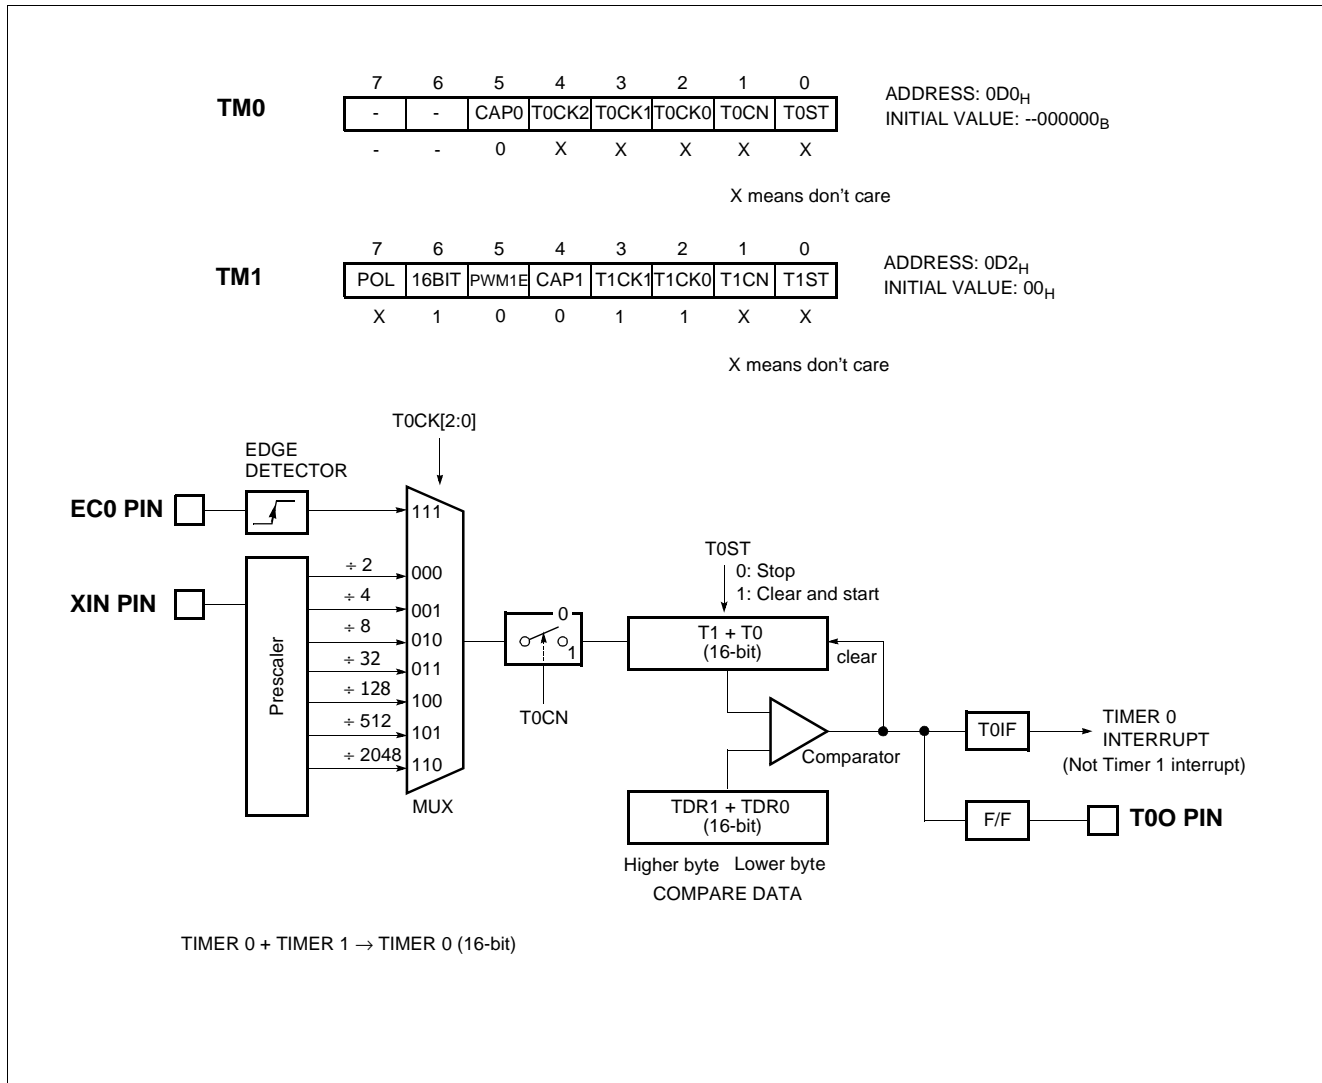 7 6 5 4 3 2 1 0
TM0 - - CAP0 T0CK2 T0CK1 T0CK0 T0CN T0ST
- - 0 X X X X X
ADDRESS: 0D0H
INITIAL VALUE: --000000B
X means don't care
7 6 5 4 3 2 1 0
TM1 POL 16BIT PWM1E CAP1 T1CK1 T1CK0 T1CN T1ST
X 1 0 0 1 1 X X
ADDRESS: 0D2H
INITIAL VALUE: 00H
X means don't care
T0CK[2:0]
EDGE
DETECTOR
EC0 PIN
111
XIN PIN
Prescaler
÷ 2 000
÷ 4 001
÷ 8 010
÷ 32 011
÷ 128 100
÷ 512 101
÷ 2048 110
MUX
0
1
T0CN
T0ST
0: Stop
1: Clear and start
T1 + T0
(16-bit)
clear
Comparator
TDR1 + TDR0
(16-bit)
Higher byte Lower byte
COMPARE DATA
T0IF
TIMER 0
INTERRUPT
(Not Timer 1 interrupt)
F/F
T0O PIN
TIMER 0 + TIMER 1 → TIMER 0 (16-bit)